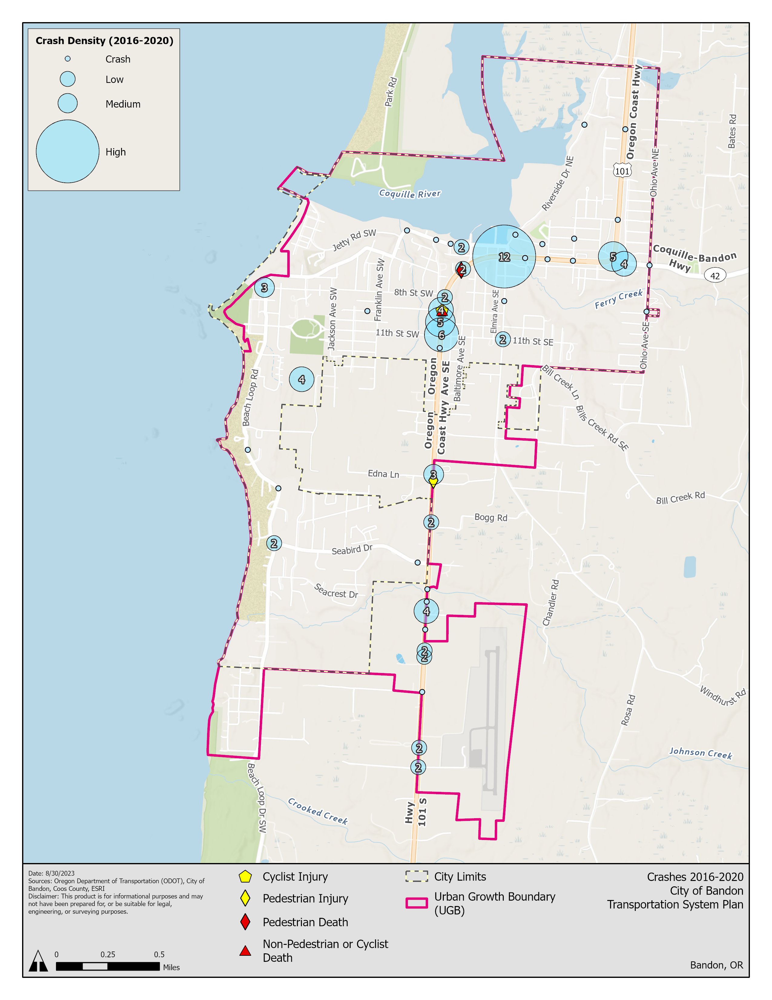 Crash Density (2016-2020)
Crash
Low
Medium
High
Park Rd
Oregon Coast Hwy
Bates Rd
101
Ohio Ave NE
Riverside Dr NE
Coquille River
Jetty Rd SW
2
12
5
4
Coquille-Bandon
Hwy
42
2
3
Franklin Ave SW
8th St SW
2
4
5
6
Jackson Ave SW
11th St SW
Elmira Ave SE
2
11th St SE
Ferry Creek
Ohio Ave SE
Baltimore Ave SE
Oregon
Oregon
Coast Hwy
Ave SE
4
Beach Loop Rd
Bill Creek Ln
Bills Creek Rd SE
Edna Ln
3
Bill Creek Rd
2
Bogg Rd
2
Seabird Dr
Seacrest Dr
4
Chandler Rd
2
2
Windhurst Rd
Rosa Rd
2
2
Johnson Creek
Beach Loop Dr SW
Crooked Creek
Hwy
101 S
Date: 8/30/2023
Sources: Oregon Department of Transportation (ODOT), City of
Bandon, Coos County, ESRI
Disclaimer: This product is for informational purposes and may
not have been prepared for, or be suitable for legal,
engineering, or surveying purposes.
0 0.25 0.5
Miles
Cyclist Injury
Pedestrian Injury
Pedestrian Death
Non-Pedestrian or Cyclist
Death
City Limits
Urban Growth Boundary
(UGB)
Crashes 2016-2020
City of Bandon
Transportation System Plan
Bandon, OR